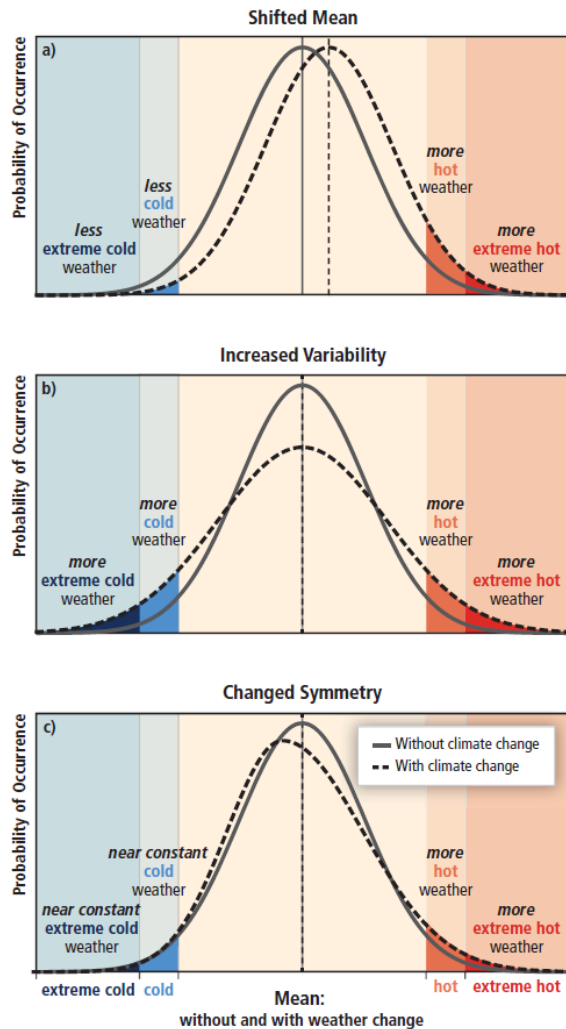 Shifted Mean
a)
Probability of Occurrence
less
extreme cold
weather
less
cold
weather
more
hot
weather
more
extreme hot
weather
Increased Variability
b)
Probability of Occurrence
more
extreme cold
weather
more
cold
weather
more
hot
weather
more
extreme hot
weather
Changed Symmetry
c)
Probability of Occurrence
Without climate change
With climate change
near constant
extreme cold
weather
near constant
cold
weather
more
hot
weather
more
extreme hot
weather
extreme cold
cold
Mean:
without and with weather change
hot
extreme hot